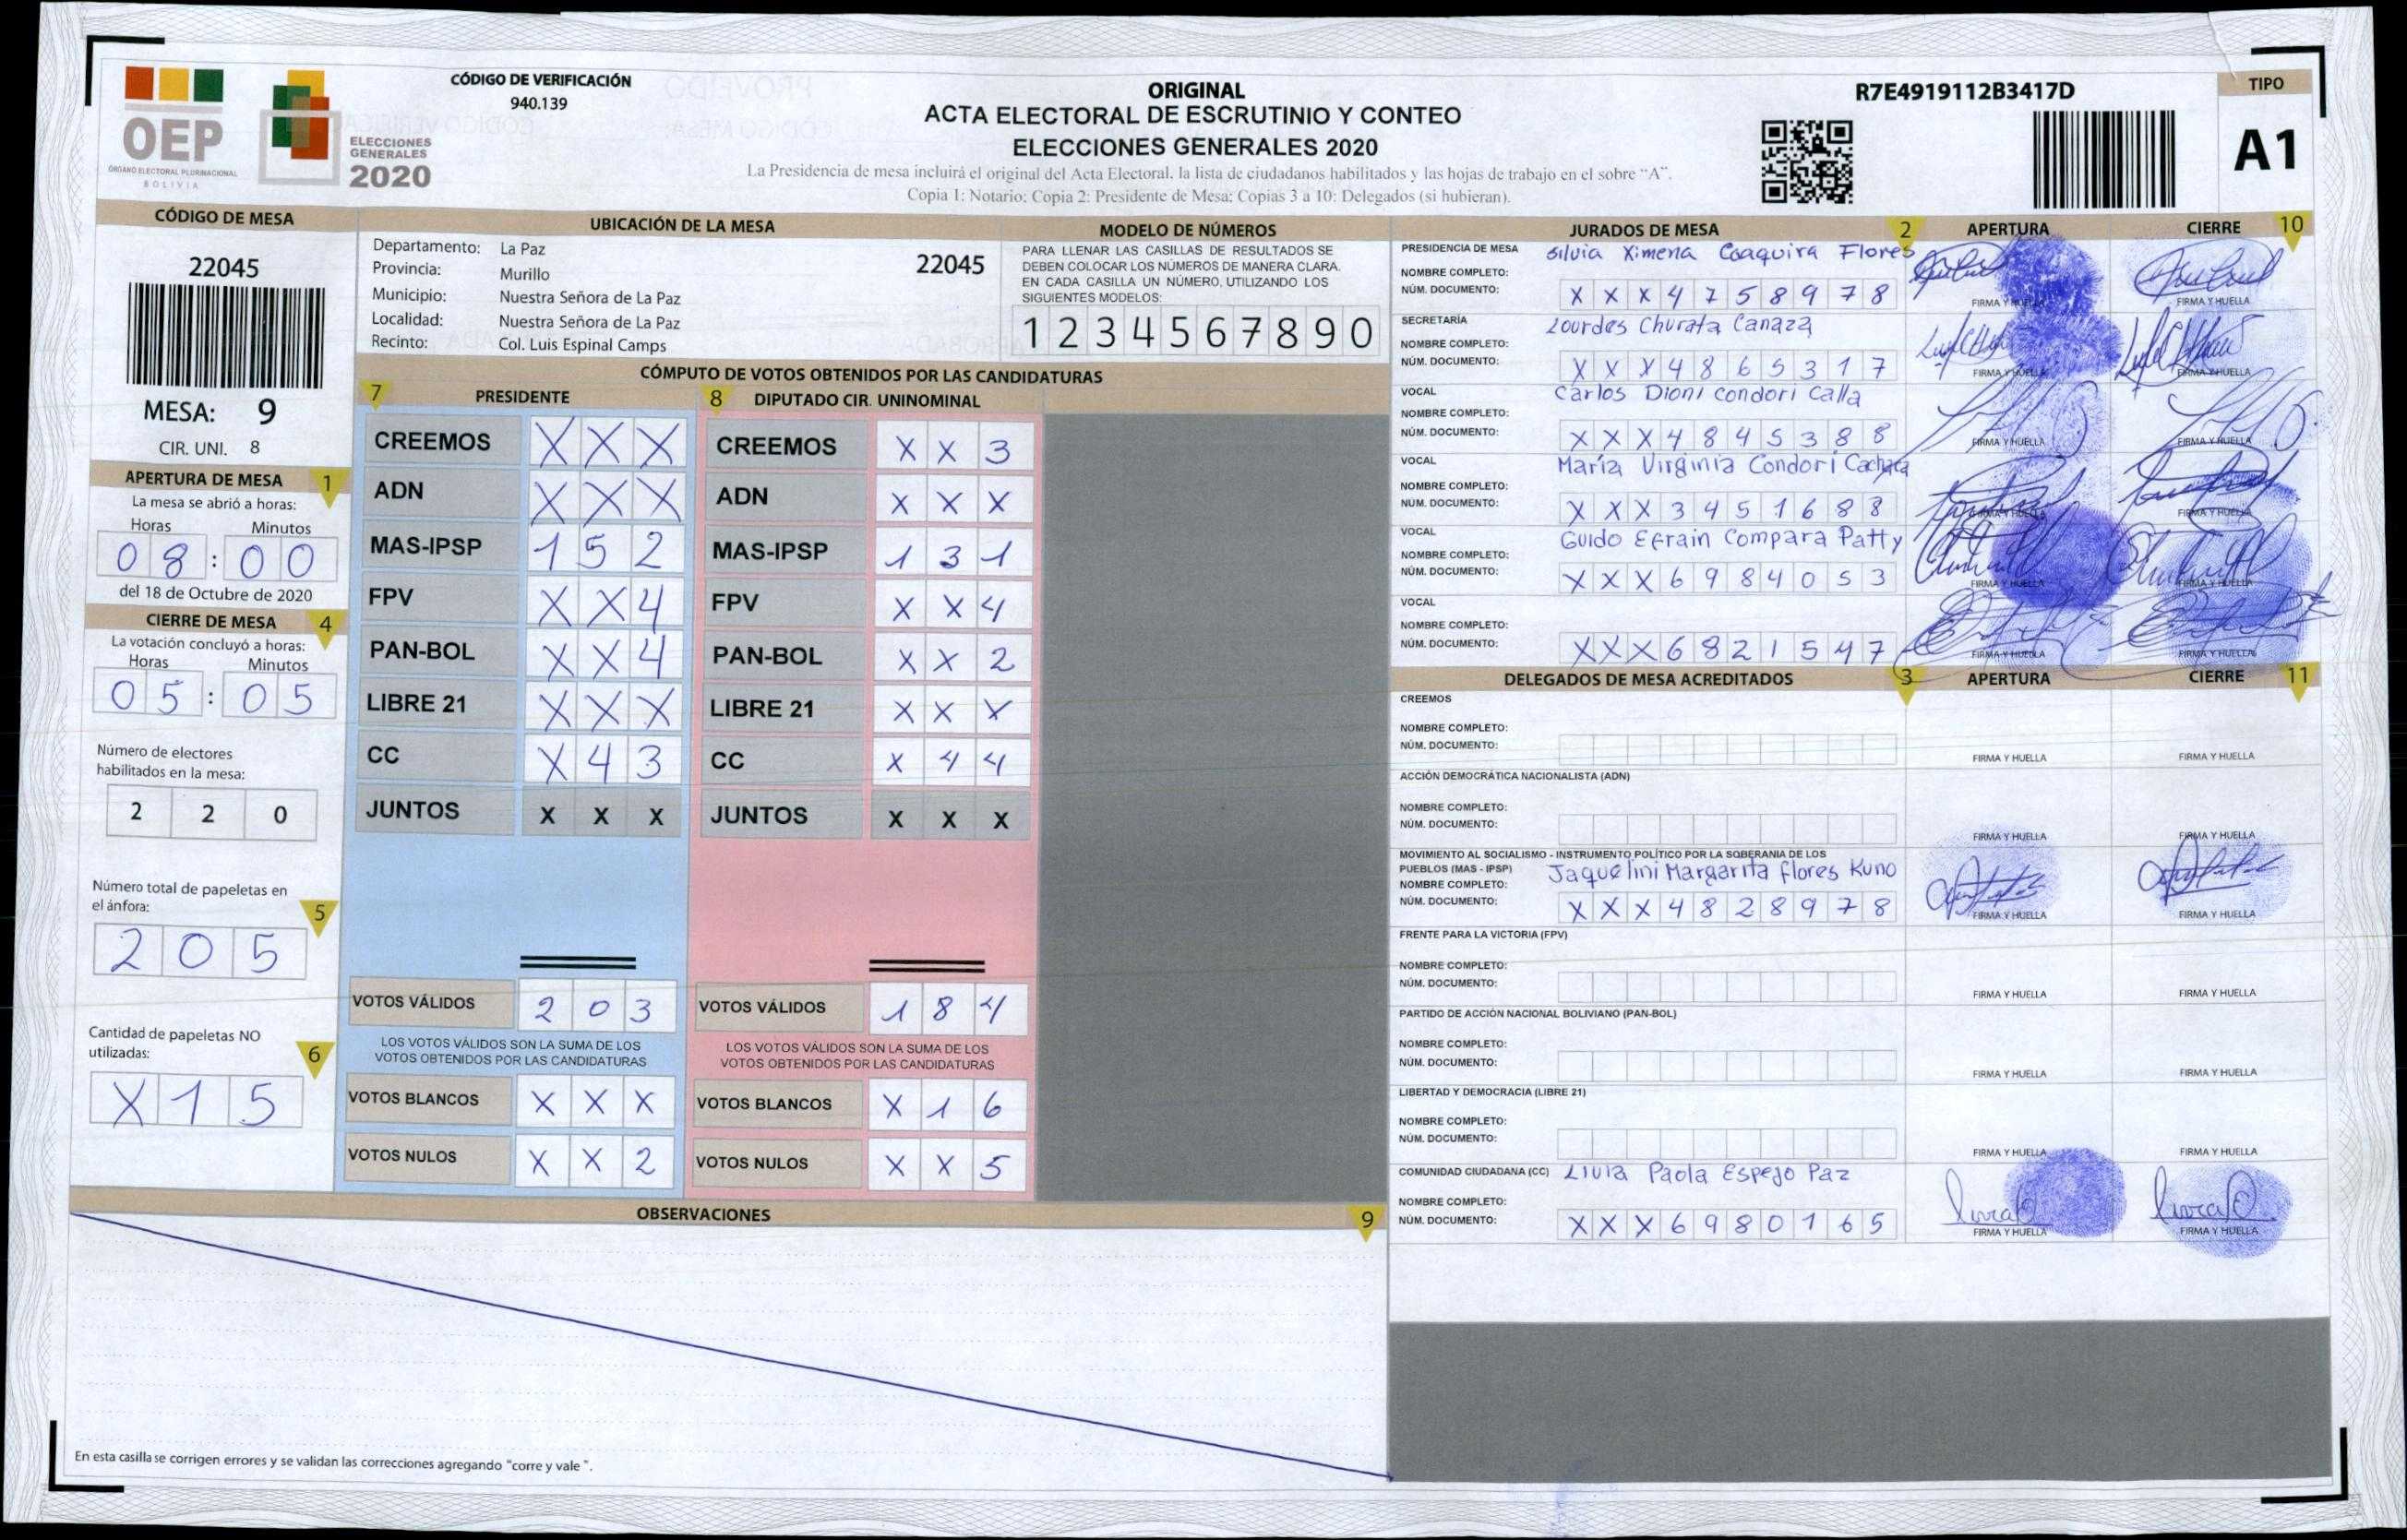 CÓDIGO DE VERIFICACIÓN
940.139
OEP
ÓRGANO ELECTORAL PLURINACIONAL
BOLIVIA
ELECCIONES
GENERALES
2020
ORIGINAL
ACTA ELECTORAL DE ESCRUTINIO Y CONTEO
ELECCIONES GENERALES 2020
La Presidencia de mesa incluirá el original del Acta Electoral, la lista de ciudadanos habilitados y las hojas de trabajo en el sobre “A”.
Copia 1: Notario; Copia 2: Presidente de Mesa; Copias 3 a 10: Delegados (si hubieran).
R7E4919112B3417D
TIPO
A1
CÓDIGO DE MESA
22045
MESA: 9
CIR. UNI. 8
APERTURA DE MESA 1
La mesa se abrió a horas:
Horas Minutos
08:00
del 18 de Octubre de 2020
CIERRE DE MESA 4
La votación concluyó a horas:
Horas Minutos
05:05
Número de electores
habilitados en la mesa:
2 2 0
Número total de papeletas en
el ánfora:
5
2 0 5
Cantidad de papeletas NO
utilizadas:
6
X 1 5
UBICACIÓN DE LA MESA
Departamento: La Paz
Provincia: Murillo
22045
Municipio: Nuestra Señora de La Paz
Localidad: Nuestra Señora de La Paz
Recinto: Col. Luis Espinal Camps
MODELO DE NÚMEROS
PARA LLENAR LAS CASILLAS DE RESULTADOS SE
DEBEN COLOCAR LOS NÚMEROS DE MANERA CLARA.
EN CADA CASILLA UN NÚMERO, UTILIZANDO LOS
SIGUIENTES MODELOS:
1 2 3 4 5 6 7 8 9 0
CÓMPUTO DE VOTOS OBTENIDOS POR LAS CANDIDATURAS
7 PRESIDENTE
CREEMOS X X X
ADN X X X
MAS-IPSP 1 5 2
FPV X X 4
PAN-BOL X X 4
LIBRE 21 X X X
CC X 4 3
JUNTOS X X X
VOTOS VÁLIDOS 2 0 3
LOS VOTOS VÁLIDOS SON LA SUMA DE LOS
VOTOS OBTENIDOS POR LAS CANDIDATURAS
VOTOS BLANCOS X X X
VOTOS NULOS X X 2
8 DIPUTADO CIR. UNINOMINAL
CREEMOS X X 3
ADN X X X
MAS-IPSP 1 3 1
FPV X X 4
PAN-BOL X X 2
LIBRE 21 X X X
CC X 4 4
JUNTOS X X X
VOTOS VÁLIDOS 1 8 4
LOS VOTOS VÁLIDOS SON LA SUMA DE LOS
VOTOS OBTENIDOS POR LAS CANDIDATURAS
VOTOS BLANCOS X 1 6
VOTOS NULOS X X 5
OBSERVACIONES 9
En esta casilla se corrigen errores y se validan las correcciones agregando “corre y vale”.
JURADOS DE MESA 2 APERTURA CIERRE 10
PRESIDENCIA DE MESA Silvia Ximena Coaquira Flores
NOMBRE COMPLETO:
NÚM. DOCUMENTO: X X X 4 7 5 8 9 7 8
FIRMA Y HUELLA FIRMA Y HUELLA
SECRETARÍA Lourdes Churata Canaza
NOMBRE COMPLETO:
NÚM. DOCUMENTO: X X X 4 8 6 5 3 1 7
FIRMA Y HUELLA FIRMA Y HUELLA
VOCAL Carlos Dioni Condori Calla
NOMBRE COMPLETO:
NÚM. DOCUMENTO: X X X 4 8 4 5 3 8 8
FIRMA Y HUELLA FIRMA Y HUELLA
VOCAL María Virginia Condori Cachaca
NOMBRE COMPLETO:
NÚM. DOCUMENTO: X X X 3 4 5 1 6 8 8
FIRMA Y HUELLA FIRMA Y HUELLA
VOCAL Guido Efrain Compara Patty
NOMBRE COMPLETO:
NÚM. DOCUMENTO: X X X 6 9 8 4 0 5 3
FIRMA Y HUELLA FIRMA Y HUELLA
VOCAL
NOMBRE COMPLETO:
NÚM. DOCUMENTO: X X X 6 8 2 1 5 4 7
FIRMA Y HUELLA FIRMA Y HUELLA
DELEGADOS DE MESA ACREDITADOS 3 APERTURA CIERRE 11
CREEMOS
NOMBRE COMPLETO:
NÚM. DOCUMENTO:
FIRMA Y HUELLA FIRMA Y HUELLA
ACCIÓN DEMOCRÁTICA NACIONALISTA (ADN)
NOMBRE COMPLETO:
NÚM. DOCUMENTO:
FIRMA Y HUELLA FIRMA Y HUELLA
MOVIMIENTO AL SOCIALISMO - INSTRUMENTO POLÍTICO POR LA SOBERANIA DE LOS
PUEBLOS (MAS - IPSP) Jaquelini Margarita Flores Kuno
NOMBRE COMPLETO:
NÚM. DOCUMENTO: X X X 4 8 2 8 9 7 8
FIRMA Y HUELLA FIRMA Y HUELLA
FRENTE PARA LA VICTORIA (FPV)
NOMBRE COMPLETO:
NÚM. DOCUMENTO:
FIRMA Y HUELLA FIRMA Y HUELLA
PARTIDO DE ACCIÓN NACIONAL BOLIVIANO (PAN-BOL)
NOMBRE COMPLETO:
NÚM. DOCUMENTO:
FIRMA Y HUELLA FIRMA Y HUELLA
LIBERTAD Y DEMOCRACIA (LIBRE 21)
NOMBRE COMPLETO:
NÚM. DOCUMENTO:
FIRMA Y HUELLA FIRMA Y HUELLA
COMUNIDAD CIUDADANA (CC) Livia Paola Espejo Paz
NOMBRE COMPLETO:
NÚM. DOCUMENTO: X X X 6 9 8 0 1 6 5
FIRMA Y HUELLA FIRMA Y HUELLA